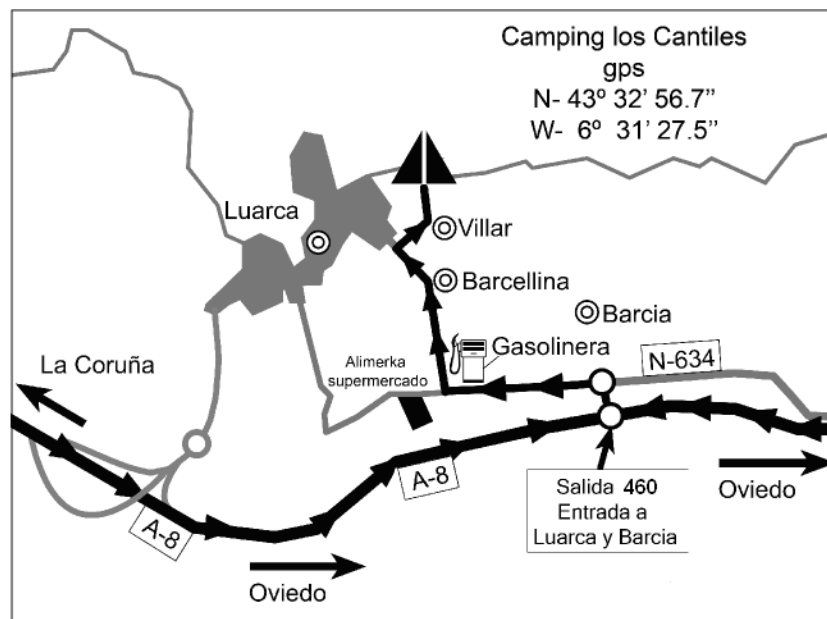 Camping los Cantiles
gps
N- 43º 32’ 56.7’’
W- 6º 31’ 27.5’’
Luarca
Villar
Barcellina
Barcia
La Coruña
Alimerka
supermercado
Gasolinera
N-634
A-8
A-8
Salida 460
Entrada a
Luarca y Barcia
Oviedo
Oviedo